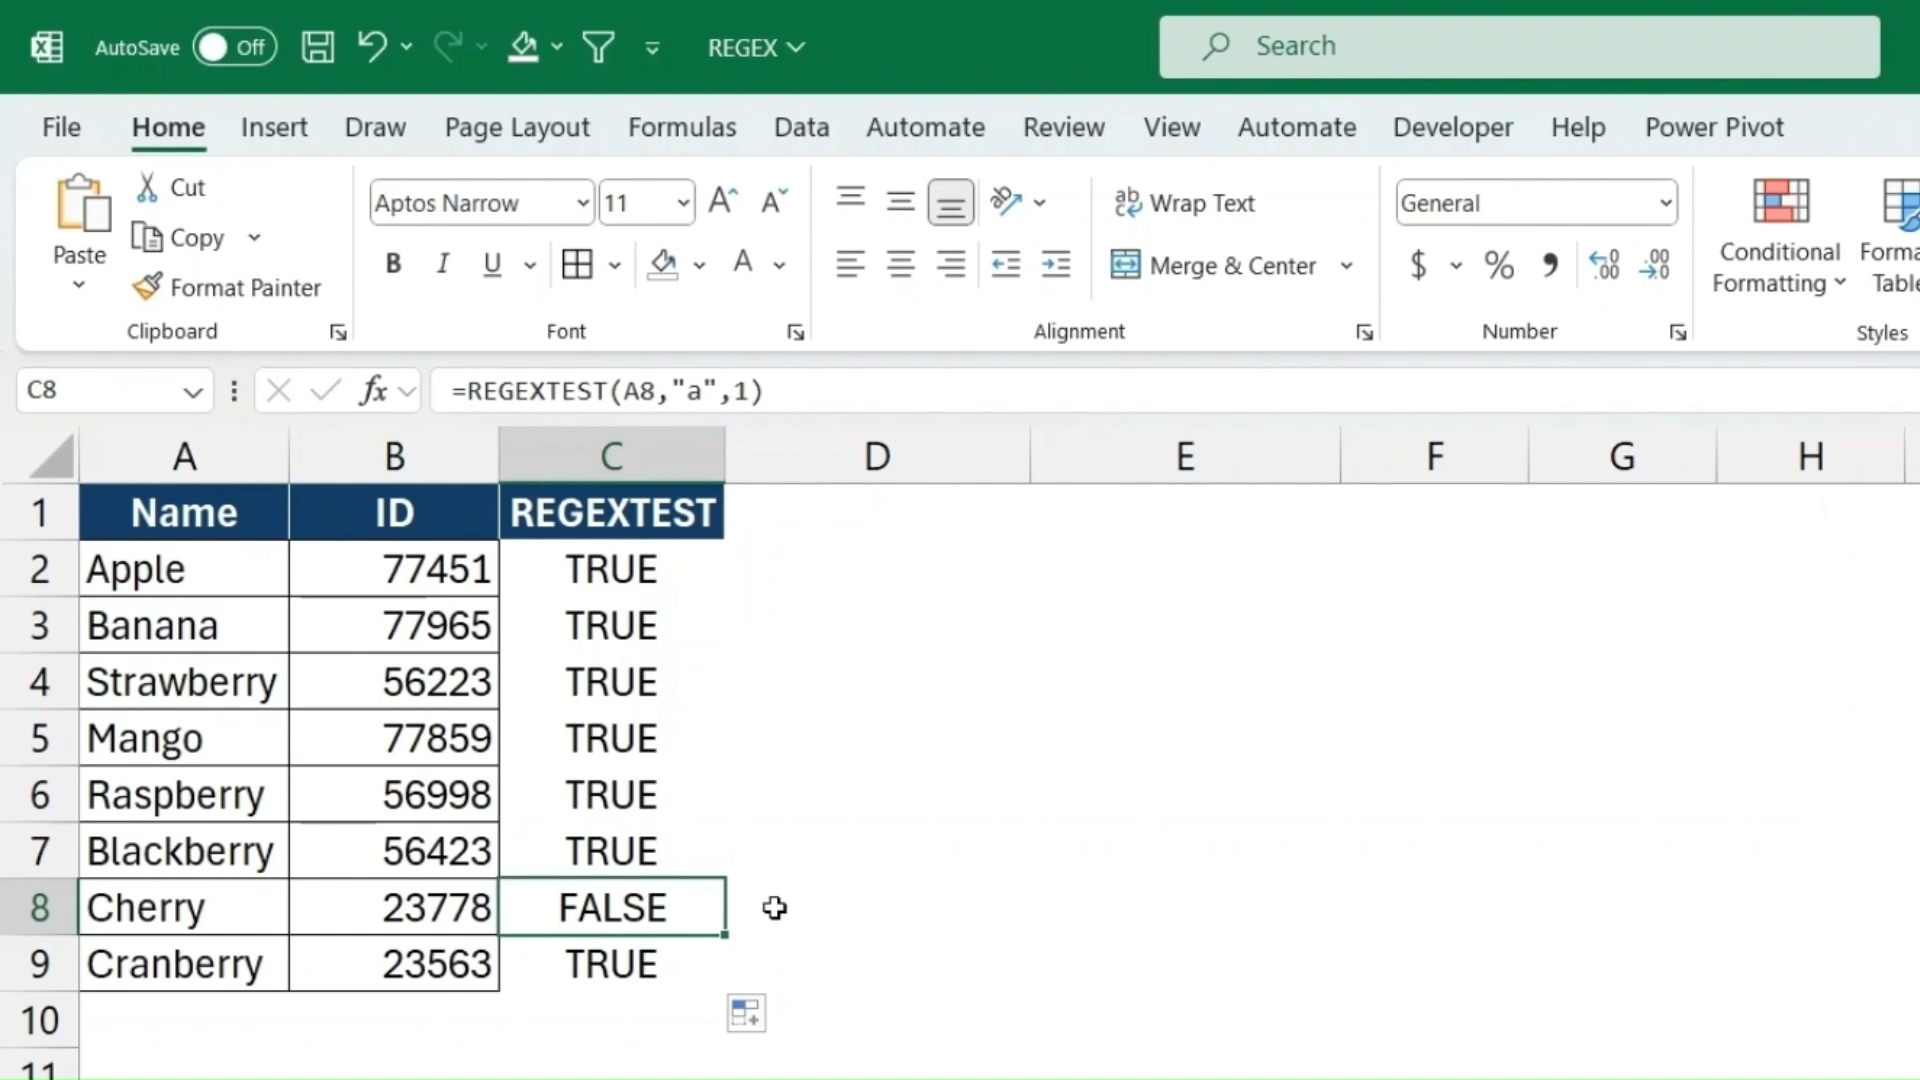 AutoSave Off REGEX Search
File Home Insert Draw Page Layout Formulas Data Automate Review View Automate Developer Help Power Pivot
Paste Cut Copy Format Painter
Clipboard
Aptos Narrow 11
B I U A
Font
ab Wrap Text
Merge & Center
Alignment
General
$ % , .00 .00
Number
Conditional Formatting
Styles
C8 fx =REGEXTEST(A8,"a",1)
A B C D E F G H
1 Name ID REGEXTEST
2 Apple 77451 TRUE
3 Banana 77965 TRUE
4 Strawberry 56223 TRUE
5 Mango 77859 TRUE
6 Raspberry 56998 TRUE
7 Blackberry 56423 TRUE
8 Cherry 23778 FALSE
9 Cranberry 23563 TRUE
10
11